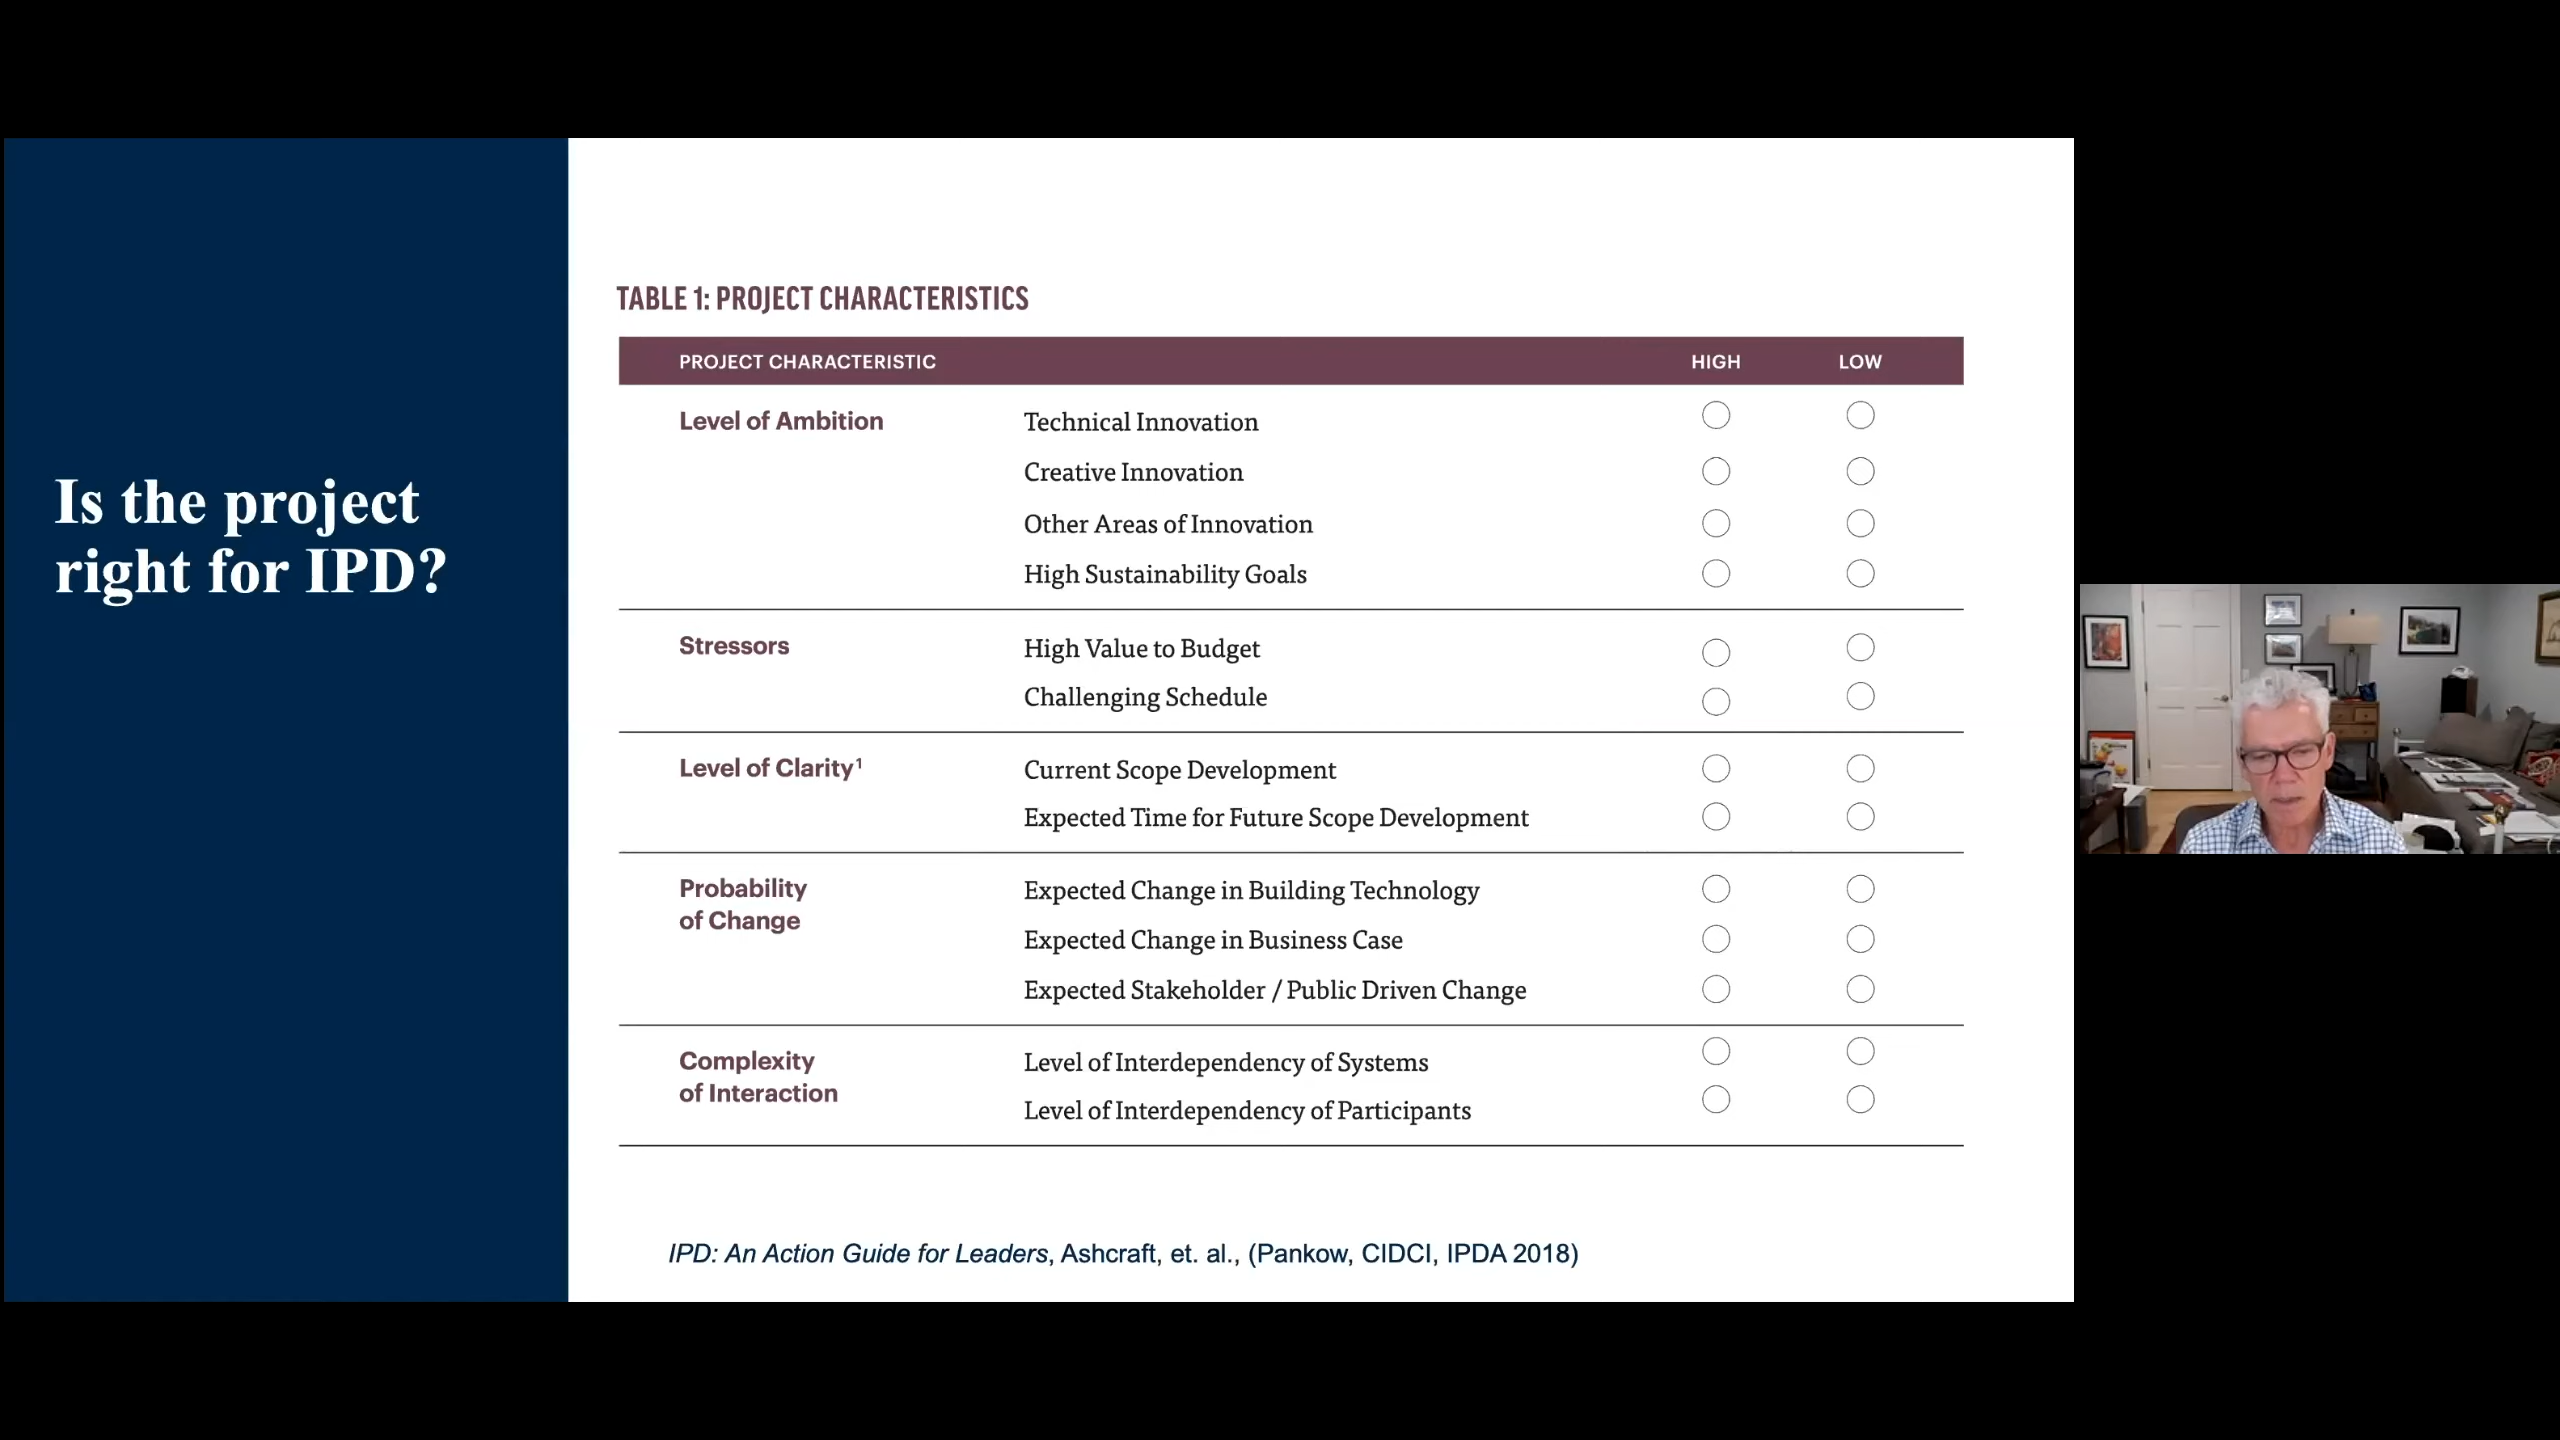 Is the project
right for IPD?
TABLE 1: PROJECT CHARACTERISTICS
PROJECT CHARACTERISTIC HIGH LOW
Level of Ambition Technical Innovation
Creative Innovation
Other Areas of Innovation
High Sustainability Goals
Stressors High Value to Budget
Challenging Schedule
Level of Clarity¹ Current Scope Development
Expected Time for Future Scope Development
Probability
of Change
Expected Change in Building Technology
Expected Change in Business Case
Expected Stakeholder / Public Driven Change
Complexity
of Interaction
Level of Interdependency of Systems
Level of Interdependency of Participants
IPD: An Action Guide for Leaders, Ashcraft, et. al., (Pankow, CIDCI, IPDA 2018)